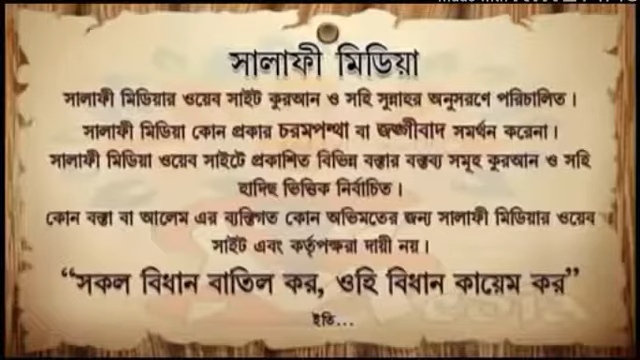 সালাফী মিডিয়া
সালাফী মিডিয়ার ওয়েব সাইট কুরআন ও সহি সুন্নাহর অনুসরণে পরিচালিত।
সালাফী মিডিয়া কোন প্রকার চরমপন্থা বা জঙ্গীবাদ সমর্থন করেনা।
সালাফী মিডিয়া ওয়েব সাইটে প্রকাশিত বিভিন্ন বক্তার বক্তব্য সমূহ কুরআন ও সহি
হাদিছ ভিত্তিক নির্বাচিত।
কোন বক্তা বা আলেম এর ব্যক্তিগত কোন অভিমতের জন্য সালাফী মিডিয়ার ওয়েব
সাইট এবং কর্তৃপক্ষরা দায়ী নয়।
“সকল বিধান বাতিল কর, ওহি বিধান কায়েম কর”
ইতি...